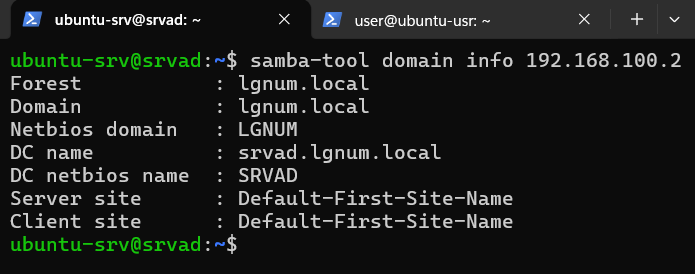 ubuntu-srv@srvad: ~ user@ubuntu-usr: ~
ubuntu-srv@srvad:~$ samba-tool domain info 192.168.100.2
Forest           : lgnum.local
Domain           : lgnum.local
Netbios domain   : LGNUM
DC name          : srvad.lgnum.local
DC netbios name  : SRVAD
Server site      : Default-First-Site-Name
Client site      : Default-First-Site-Name
ubuntu-srv@srvad:~$